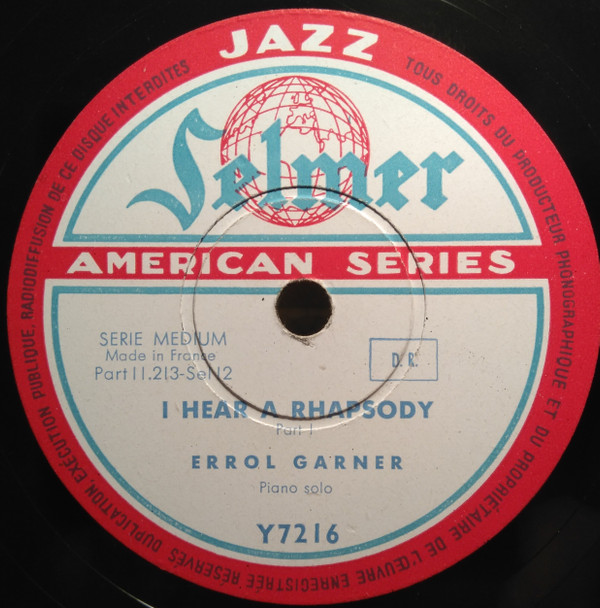 JAZZ
Selmer
AMERICAN SERIES
SERIE MEDIUM
Made in France
Part 11.213-Sel 12
D. R.
I HEAR A RHAPSODY
Part I
ERROL GARNER
Piano solo
Y7216
TOUS DROITS DU PRODUCTEUR PHONOGRAPHIQUE ET DU PROPRIÉTAIRE DE L'ŒUVRE ENREGISTRÉE RÉSERVÉS DUPLICATION, EXÉCUTION PUBLIQUE, RADIODIFFUSION DE CE DISQUE INTERDITES